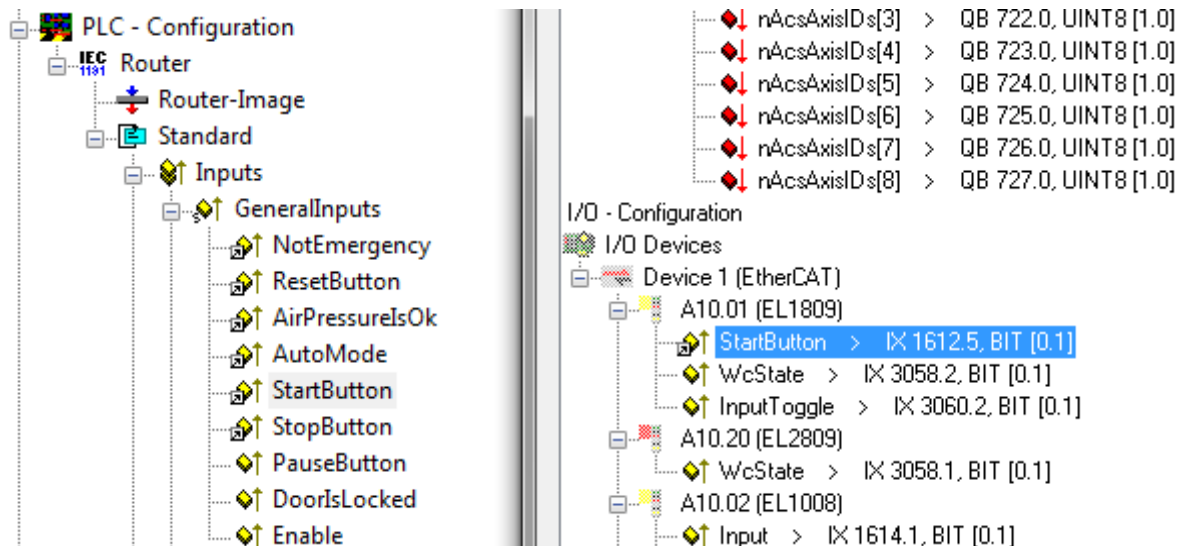 PLC - Configuration
IEC
1131
Router
Router-Image
Standard
Inputs
GeneralInputs
NotEmergency
ResetButton
AirPressureIsOk
AutoMode
StartButton
StopButton
PauseButton
DoorIsLocked
Enable
nAcsAxisIDs[3] > QB 722.0, UINT8 [1.0]
nAcsAxisIDs[4] > QB 723.0, UINT8 [1.0]
nAcsAxisIDs[5] > QB 724.0, UINT8 [1.0]
nAcsAxisIDs[6] > QB 725.0, UINT8 [1.0]
nAcsAxisIDs[7] > QB 726.0, UINT8 [1.0]
nAcsAxisIDs[8] > QB 727.0, UINT8 [1.0]
I/O - Configuration
I/O Devices
Device 1 (EtherCAT)
A10.01 (EL1809)
StartButton > IX 1612.5, BIT [0.1]
WcState > IX 3058.2, BIT [0.1]
InputToggle > IX 3060.2, BIT [0.1]
A10.20 (EL2809)
WcState > IX 3058.1, BIT [0.1]
A10.02 (EL1008)
Input > IX 1614.1, BIT [0.1]